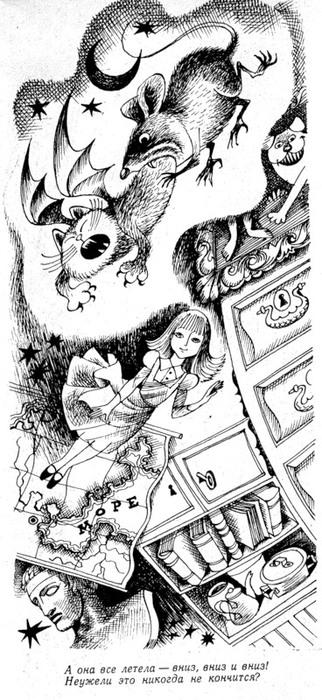 МОРЕ
А она все летела — вниз, вниз и вниз!
Неужели это никогда не кончится?